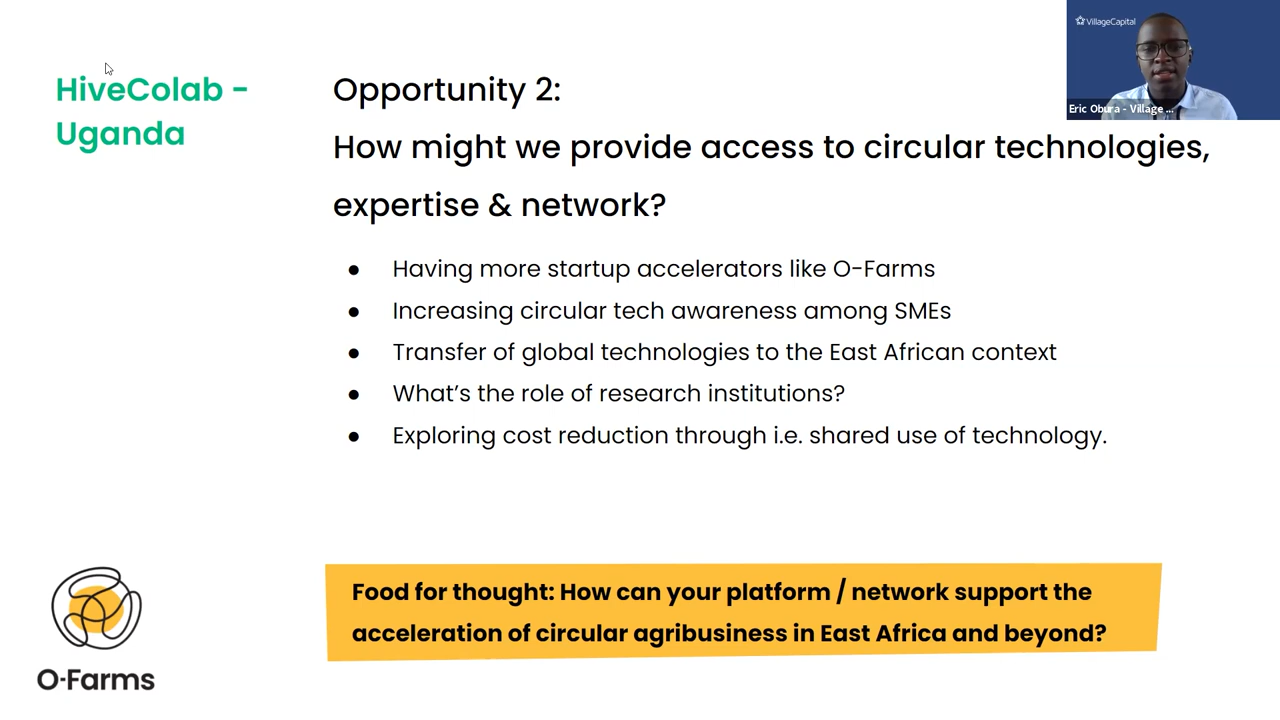 VillageCapital
Eric Obura - Village ...
HiveColab -
Uganda
Opportunity 2:
How might we provide access to circular technologies,
expertise & network?
● Having more startup accelerators like O-Farms
● Increasing circular tech awareness among SMEs
● Transfer of global technologies to the East African context
● What's the role of research institutions?
● Exploring cost reduction through i.e. shared use of technology.
Food for thought: How can your platform / network support the
acceleration of circular agribusiness in East Africa and beyond?
O-Farms